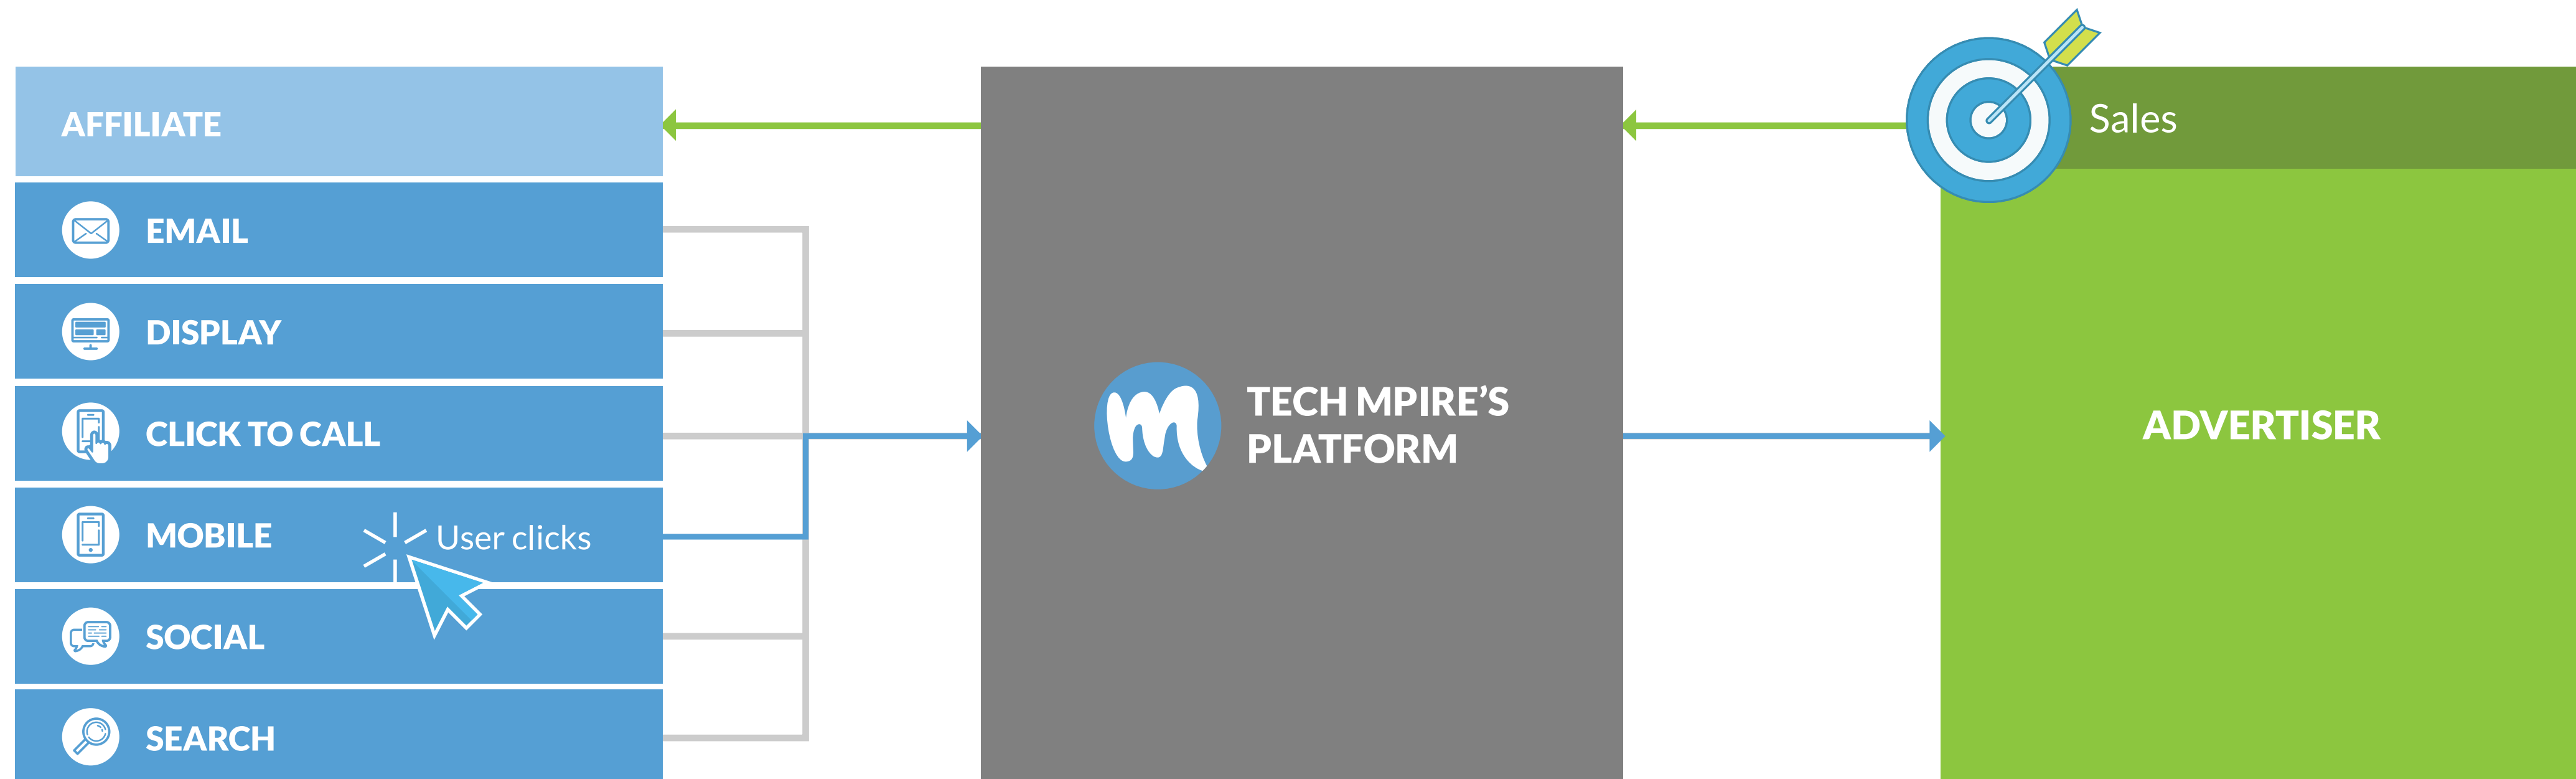 AFFILIATE
EMAIL
DISPLAY
CLICK TO CALL
MOBILE
User clicks
SOCIAL
SEARCH
m
TECH MPIRE’S
PLATFORM
Sales
ADVERTISER